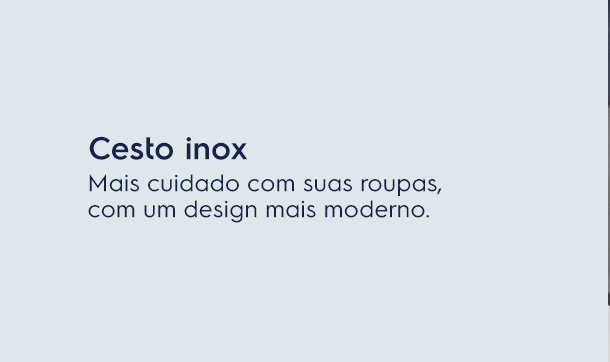 Cesto inox
Mais cuidado com suas roupas,
com um design mais moderno.